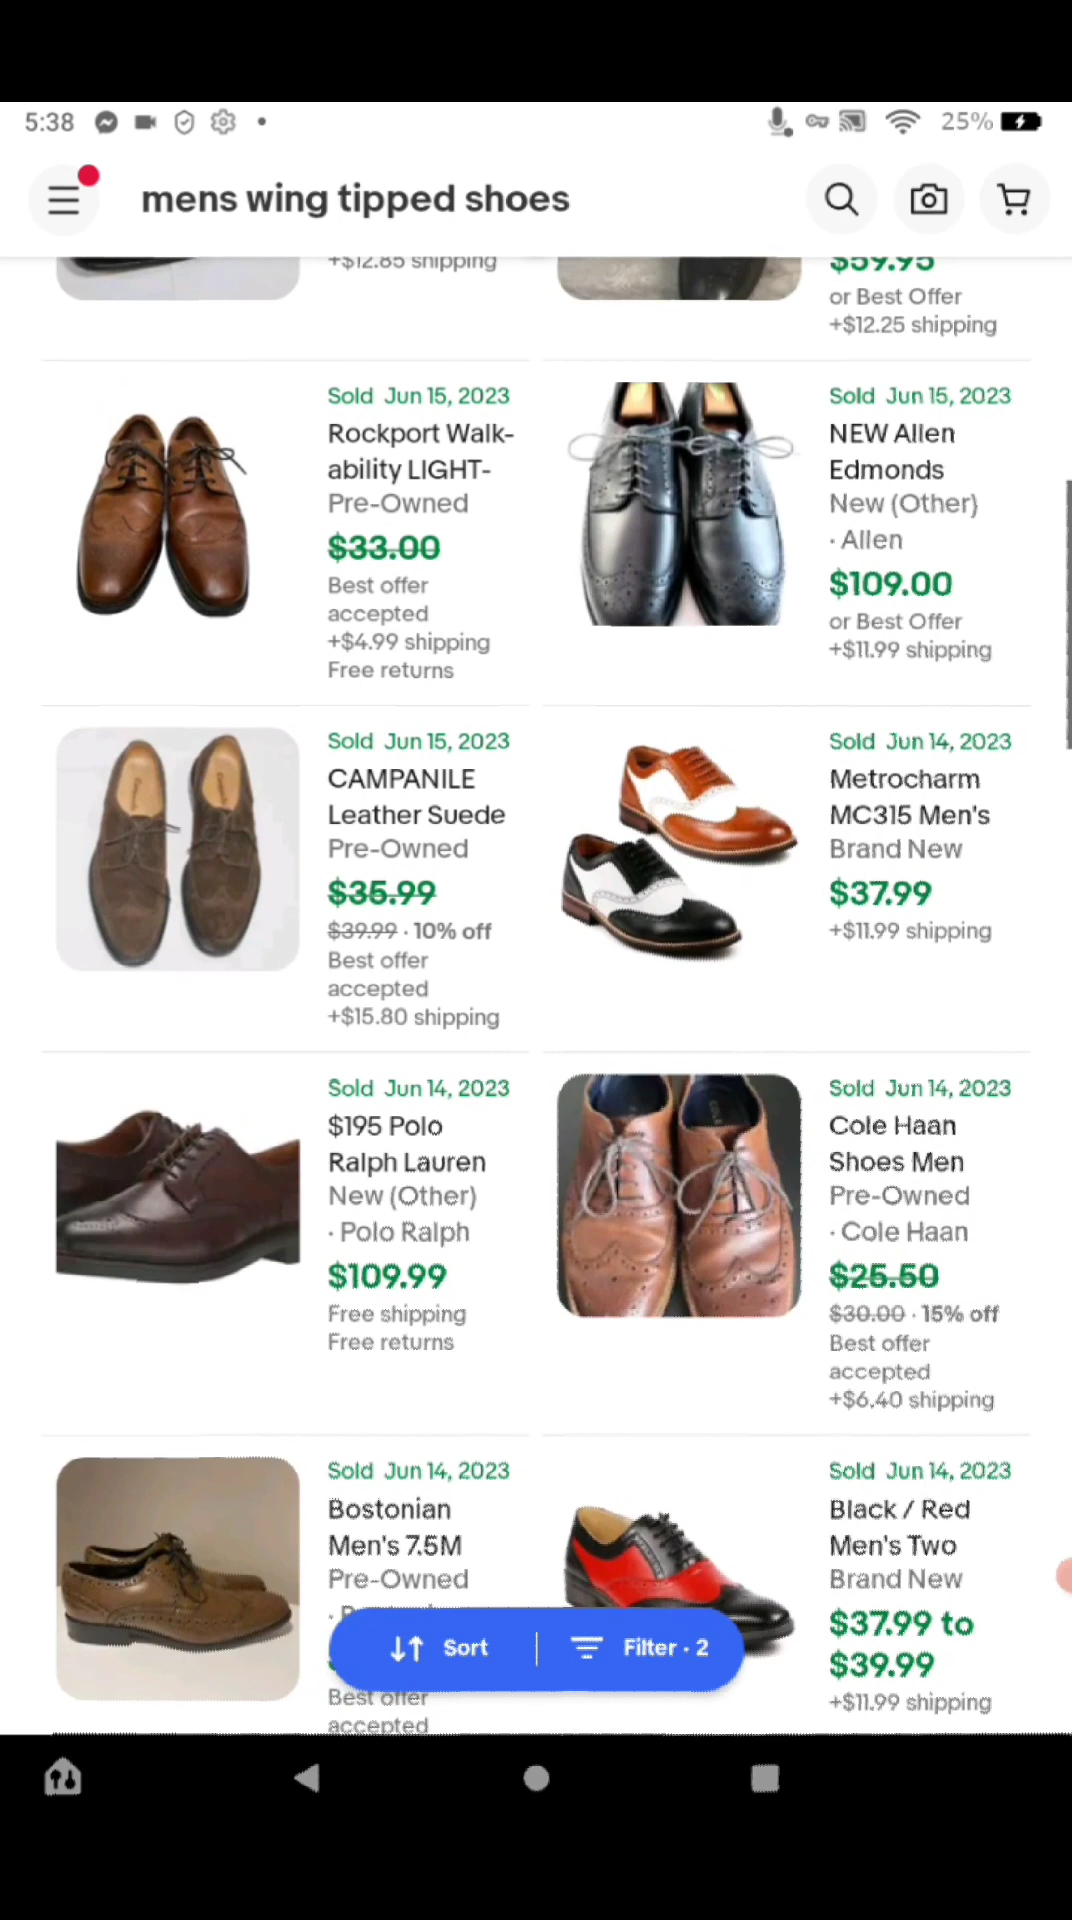 5:38
25%
mens wing tipped shoes
+$12.85 shipping
$59.95
or Best Offer
+$12.25 shipping
Sold Jun 15, 2023
Rockport Walk-
ability LIGHT-
Pre-Owned
$33.00
Best offer
accepted
+$4.99 shipping
Free returns
Sold Jun 15, 2023
NEW Allen
Edmonds
New (Other)
· Allen
$109.00
or Best Offer
+$11.99 shipping
Sold Jun 15, 2023
CAMPANILE
Leather Suede
Pre-Owned
$35.99
$39.99 · 10% off
Best offer
accepted
+$15.80 shipping
Sold Jun 14, 2023
Metrocharm
MC315 Men's
Brand New
$37.99
+$11.99 shipping
Sold Jun 14, 2023
$195 Polo
Ralph Lauren
New (Other)
· Polo Ralph
$109.99
Free shipping
Free returns
Sold Jun 14, 2023
Cole Haan
Shoes Men
Pre-Owned
· Cole Haan
$25.50
$30.00 · 15% off
Best offer
accepted
+$6.40 shipping
Sold Jun 14, 2023
Bostonian
Men's 7.5M
Pre-Owned
Best offer
accepted
Sold Jun 14, 2023
Black / Red
Men's Two
Brand New
$37.99 to
$39.99
+$11.99 shipping
Sort
Filter · 2